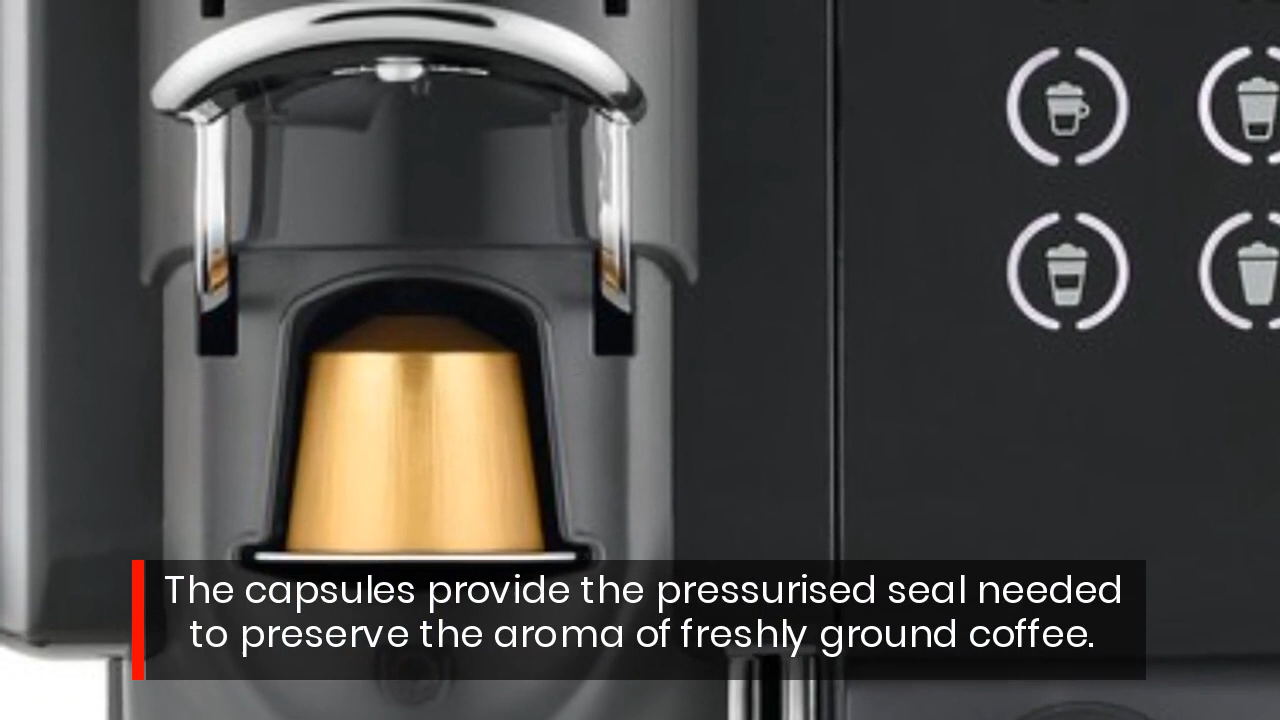 The capsules provide the pressurised seal needed
to preserve the aroma of freshly ground coffee.